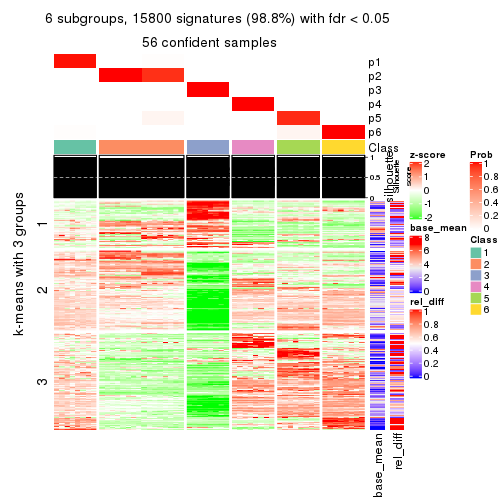 6 subgroups, 15800 signatures (98.8%) with fdr < 0.05
56 confident samples
p1
p2
p3
p4
p5
p6
Class
1
0.5
0
Silhouette
score
silhouette
k-means with 3 groups
1
2
3
base_mean
rel_diff
z-score
2
1
0
-1
-2
base_mean
8
6
4
2
0
rel_diff
1
0.8
0.6
0.4
0.2
0
Prob
1
0.8
0.6
0.4
0.2
0
Class
1
2
3
4
5
6